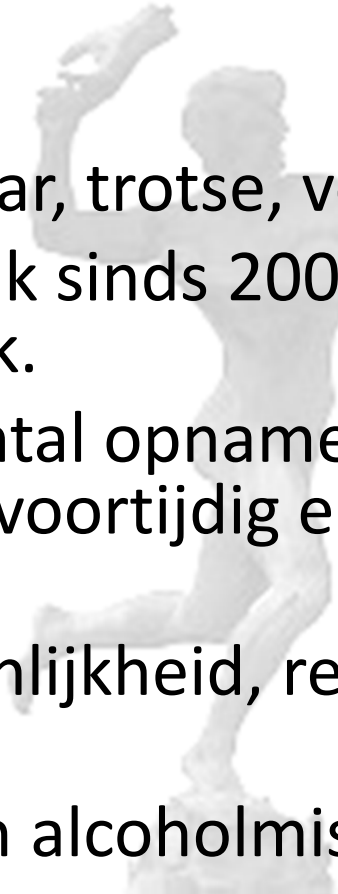 ar, trotse, v
k sinds 200
k.
ntal opname
voortijdig e
nlijkheid, re
n alcoholmis